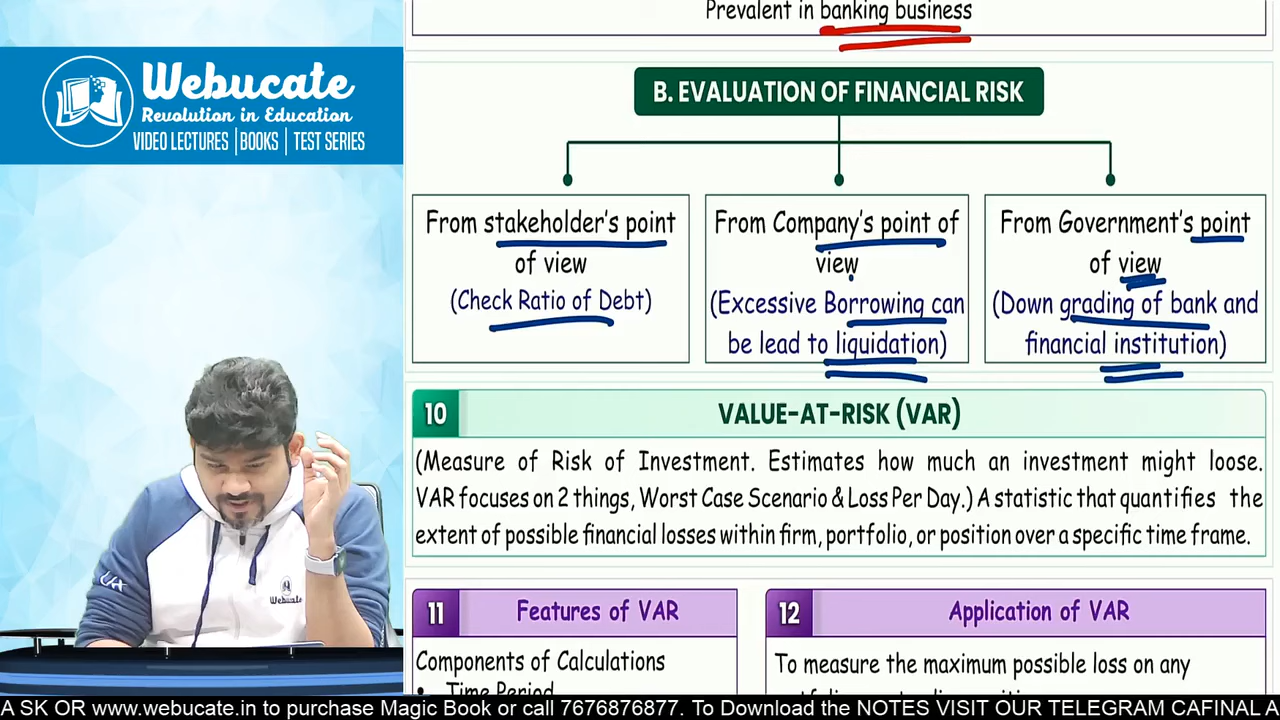 Prevalent in banking business
Webucate
Revolution in Education
VIDEO LECTURES | BOOKS | TEST SERIES
B. EVALUATION OF FINANCIAL RISK
From stakeholder's point
of view
(Check Ratio of Debt)
From Company's point of
view
(Excessive Borrowing can
be lead to liquidation)
From Government's point
of view
(Down grading of bank and
financial institution)
10 VALUE-AT-RISK (VAR)
(Measure of Risk of Investment. Estimates how much an investment might loose.
VAR focuses on 2 things, Worst Case Scenario & Loss Per Day.) A statistic that quantifies the
extent of possible financial losses within firm, portfolio, or position over a specific time frame.
11 Features of VAR
Components of Calculations
• Time Period
12 Application of VAR
To measure the maximum possible loss on any
Webucate
A SK OR www.webucate.in to purchase Magic Book or call 7676876877. To Download the NOTES VISIT OUR TELEGRAM CAFINAL A